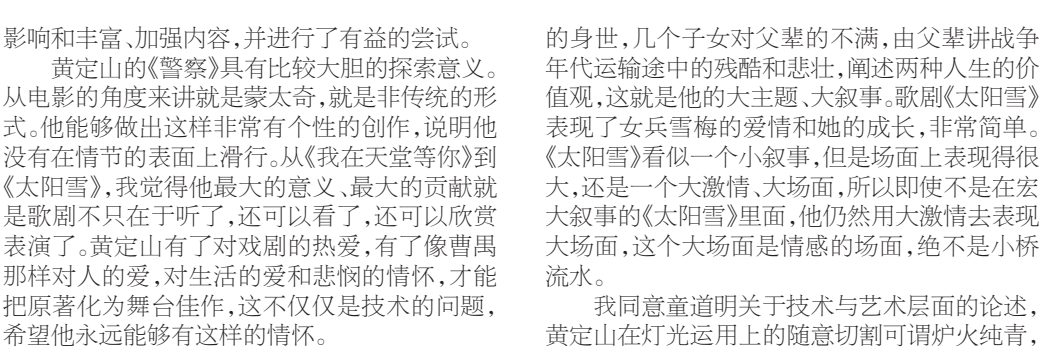 影响和丰富、加强内容,并进行了有益的尝试。
黄定山的《警察》具有比较大胆的探索意义。
从电影的角度来讲就是蒙太奇,就是非传统的形
式。他能够做出这样非常有个性的创作,说明他
没有在情节的表面上滑行。从《我在天堂等你》到
《太阳雪》,我觉得他最大的意义、最大的贡献就
是歌剧不只在于听了,还可以看了,还可以欣赏
表演了。黄定山有了对戏剧的热爱,有了像曹禺
那样对人的爱,对生活的爱和悲悯的情怀,才能
把原著化为舞台佳作,这不仅仅是技术的问题,
希望他永远能够有这样的情怀。
的身世,几个子女对父辈的不满,由父辈讲战争
年代运输途中的残酷和悲壮,阐述两种人生的价
值观,这就是他的大主题、大叙事。歌剧《太阳雪》
表现了女兵雪梅的爱情和她的成长,非常简单。
《太阳雪》看似一个小叙事,但是场面上表现得很
大,还是一个大激情、大场面,所以即使不是在宏
大叙事的《太阳雪》里面,他仍然用大激情去表现
大场面,这个大场面是情感的场面,绝不是小桥
流水。
我同意童道明关于技术与艺术层面的论述,
黄定山在灯光运用上的随意切割可谓炉火纯青,